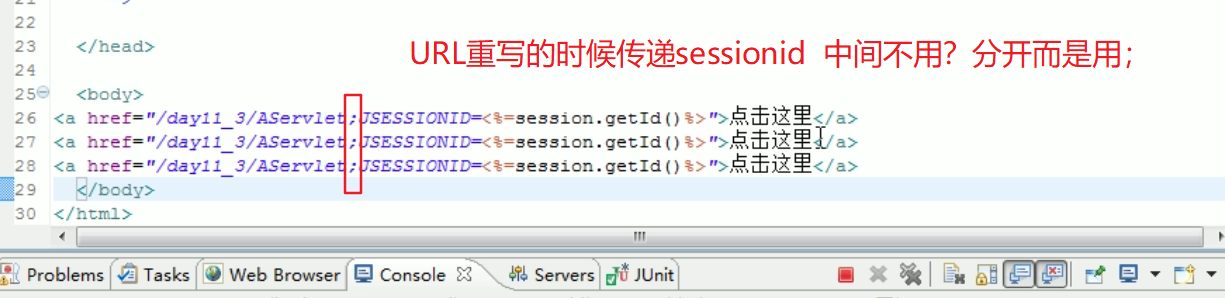 22
23 </head>
URL重写的时候传递sessionid 中间不用？分开而是用；
24
25 <body>
26 <a href="/day11_3/AServlet;JSESSIONID=<%=session.getId()%>">点击这里</a>
27 <a href="/day11_3/AServlet;JSESSIONID=<%=session.getId()%>">点击这里</a>
28 <a href="/day11_3/AServlet;JSESSIONID=<%=session.getId()%>">点击这里</a>
29 </body>
30 </html>
Problems Tasks Web Browser Console Servers JUnit